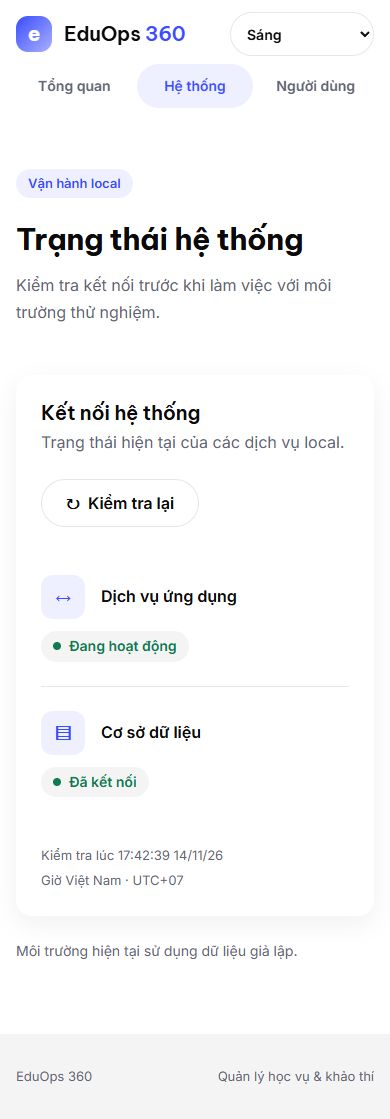 e EduOps 360
Sáng
Tổng quan
Hệ thống
Người dùng
Vận hành local
Trạng thái hệ thống
Kiểm tra kết nối trước khi làm việc với môi
trường thử nghiệm.
Kết nối hệ thống
Trạng thái hiện tại của các dịch vụ local.
↻ Kiểm tra lại
↔ Dịch vụ ứng dụng
Đang hoạt động
Cơ sở dữ liệu
Đã kết nối
Kiểm tra lúc 17:42:39 14/11/26
Giờ Việt Nam · UTC+07
Môi trường hiện tại sử dụng dữ liệu giả lập.
EduOps 360
Quản lý học vụ & khảo thí